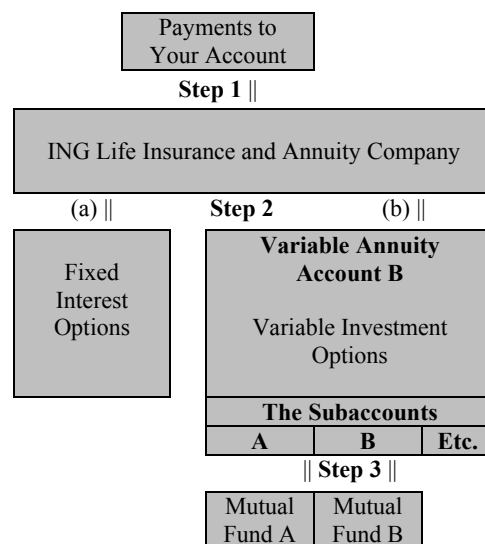 Payments to
Your Account
Step 1 ||
ING Life Insurance and Annuity Company
(a) || Step 2 (b) ||
Fixed
Interest
Options
Variable Annuity
Account B
Variable Investment
Options
The Subaccounts
A B Etc.
|| Step 3 ||
Mutual
Fund A
Mutual
Fund B